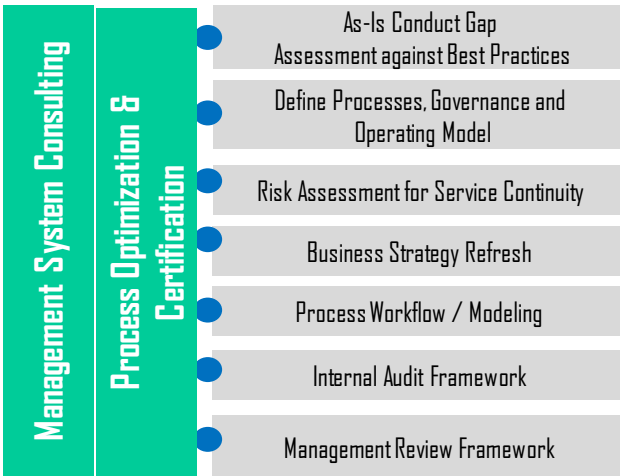 Management System Consulting
Process Optimization &
Certification
As-Is Conduct Gap
Assessment against Best Practices
Define Processes, Governance and
Operating Model
Risk Assessment for Service Continuity
Business Strategy Refresh
Process Workflow / Modeling
Internal Audit Framework
Management Review Framework